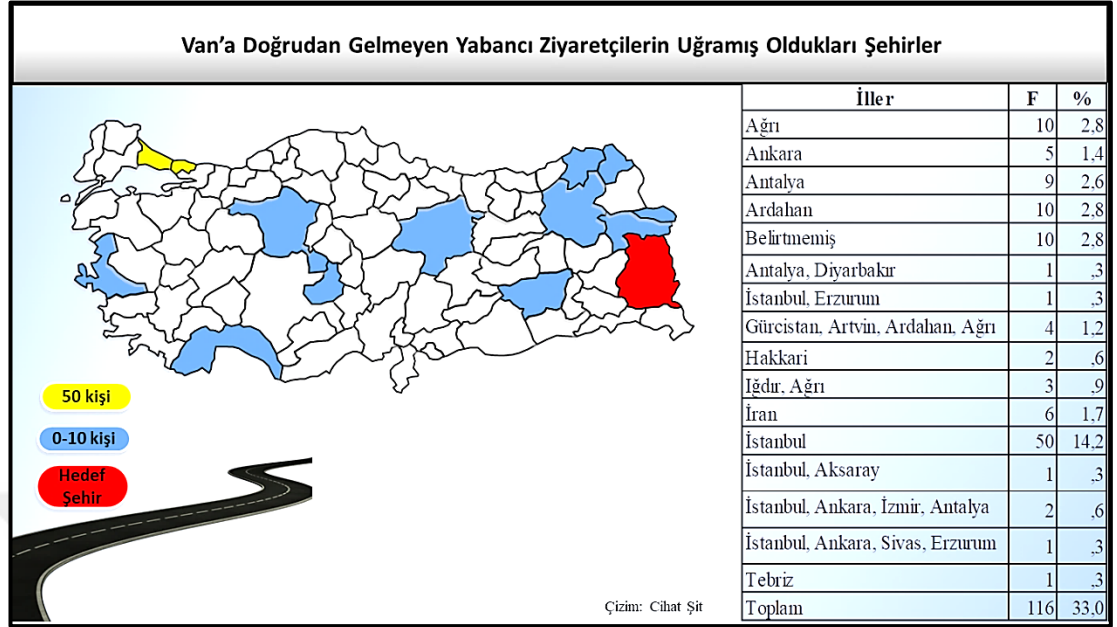 Van'a Doğrudan Gelmeyen Yabancı Ziyaretçilerin Uğramış Oldukları Şehirler
İller F %
Ağrı 10 2,8
Ankara 5 1,4
Antalya 9 2,6
Ardahan 10 2,8
Belirtmemiş 10 2,8
Antalya, Diyarbakır 1 ,3
İstanbul, Erzurum 1 ,3
Gürcistan, Artvin, Ardahan, Ağrı 4 1,2
Hakkari 2 ,6
Iğdır, Ağrı 3 ,9
İran 6 1,7
İstanbul 50 14,2
İstanbul, Aksaray 1 ,3
İstanbul, Ankara, İzmir, Antalya 2 ,6
İstanbul, Ankara, Sivas, Erzurum 1 ,3
Tebriz 1 ,3
Toplam 116 33,0
50 kişi
0-10 kişi
Hedef
Şehir
Çizim: Cihat Şit